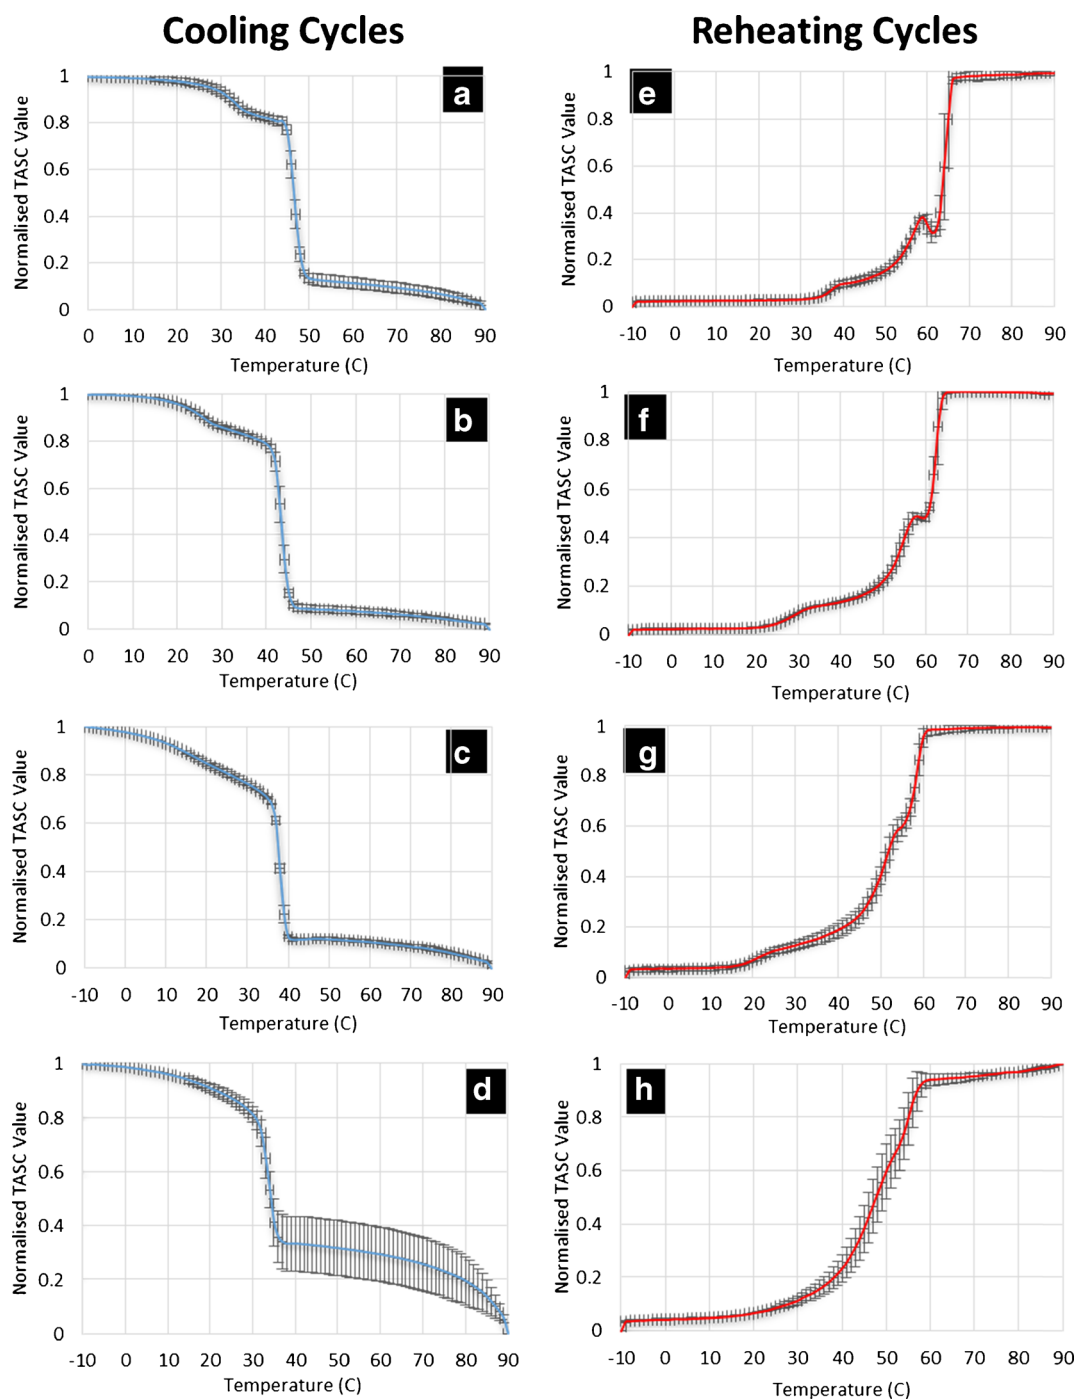 Cooling Cycles
Reheating Cycles
a
Normalised TASC Value
1
0.8
0.6
0.4
0.2
0
0 10 20 30 40 50 60 70 80 90
Temperature (C)
e
Normalised TASC Value
1
0.8
0.6
0.4
0.2
0
-10 0 10 20 30 40 50 60 70 80 90
Temperature (C)
b
Normalised TASC Value
1
0.8
0.6
0.4
0.2
0
0 10 20 30 40 50 60 70 80 90
Temperature (C)
f
Normalised TASC Value
1
0.8
0.6
0.4
0.2
0
-10 0 10 20 30 40 50 60 70 80 90
Temperature (C)
c
Normalised TASC Value
1
0.8
0.6
0.4
0.2
0
-10 0 10 20 30 40 50 60 70 80 90
Temperature (C)
g
Normalised TASC Value
1
0.8
0.6
0.4
0.2
0
-10 0 10 20 30 40 50 60 70 80 90
Temperature (C)
d
Normalised TASC Value
1
0.8
0.6
0.4
0.2
0
-10 0 10 20 30 40 50 60 70 80 90
Temperature (C)
h
Normalised TASC Value
1
0.8
0.6
0.4
0.2
0
-10 0 10 20 30 40 50 60 70 80 90
Temperature (C)